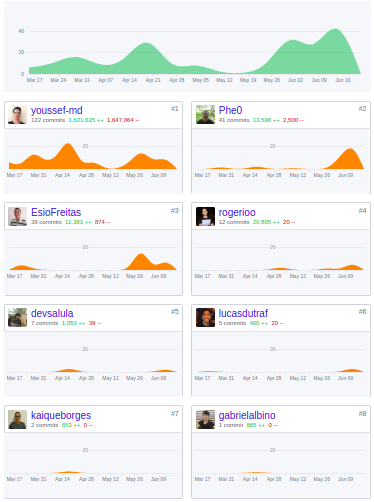 40
20
0
Mar 17 Mar 24 Mar 31 Apr 07 Apr 14 Apr 21 Apr 28 May 05 May 12 May 19 May 26 Jun 02 Jun 09 Jun 16
youssef-md #1
122 commits 1,621,635 ++ 1,647,064 --
20
Mar 17 Mar 31 Apr 14 Apr 28 May 12 May 26 Jun 09
Phe0 #2
41 commits 13,596 ++ 2,500 --
20
Mar 17 Mar 31 Apr 14 Apr 28 May 12 May 26 Jun 09
EsioFreitas #3
39 commits 11,383 ++ 874 --
20
Mar 17 Mar 31 Apr 14 Apr 28 May 12 May 26 Jun 09
rogerioo #4
12 commits 20,805 ++ 20 --
20
Mar 17 Mar 31 Apr 14 Apr 28 May 12 May 26 Jun 09
devsalula #5
7 commits 1,053 ++ 39 --
20
Mar 17 Mar 31 Apr 14 Apr 28 May 12 May 26 Jun 09
lucasdutraf #6
5 commits 400 ++ 20 --
20
Mar 17 Mar 31 Apr 14 Apr 28 May 12 May 26 Jun 09
kaiqueborges #7
2 commits 653 ++ 0 --
20
Mar 17 Mar 31 Apr 14 Apr 28 May 12 May 26 Jun 09
gabrielalbino #8
1 commit 865 ++ 0 --
20
Mar 17 Mar 31 Apr 14 Apr 28 May 12 May 26 Jun 09